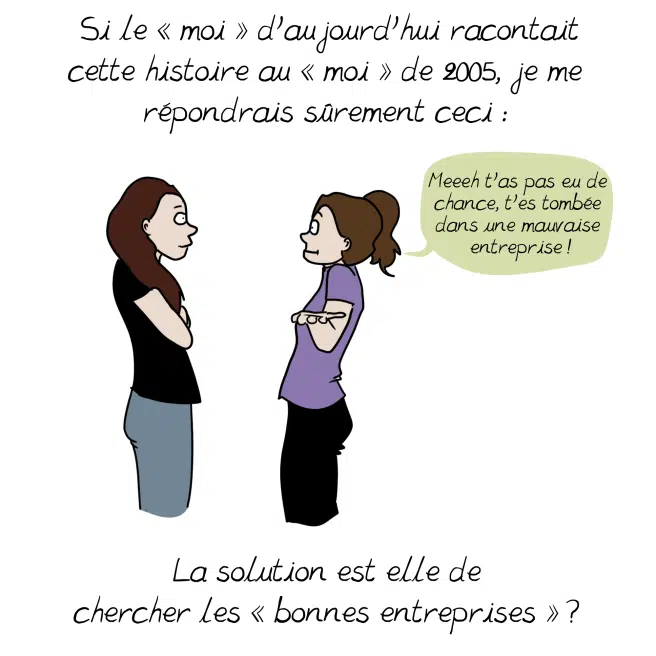 Si le « moi » d'aujourd'hui racontait
cette histoire au « moi » de 2005, je me
répondrais sûrement ceci :
Meeeh t'as pas eu de
chance, t'es tombée
dans une mauvaise
entreprise !
La solution est elle de
chercher les « bonnes entreprises » ?